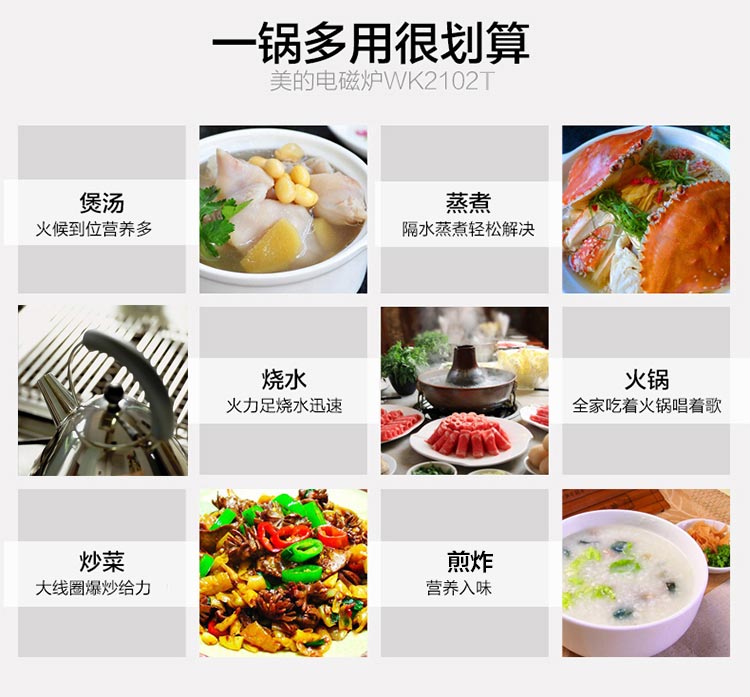 一锅多用很划算
美的电磁炉WK2102T
煲汤
火候到位营养多
蒸煮
隔水蒸煮轻松解决
烧水
火力足烧水迅速
火锅
全家吃着火锅唱着歌
炒菜
大线圈爆炒给力
煎炸
营养入味